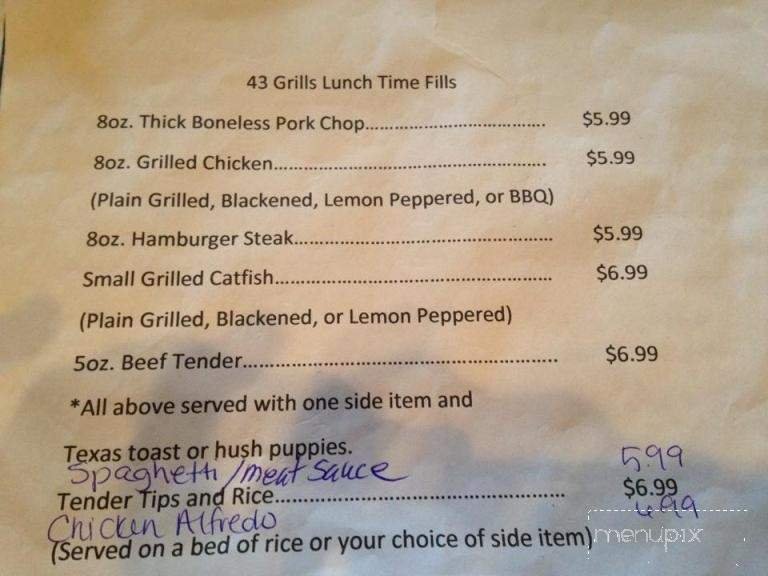 43 Grills Lunch Time Fills
8oz. Thick Boneless Pork Chop.................................... $5.99
8oz. Grilled Chicken....................................................... $5.99
(Plain Grilled, Blackened, Lemon Peppered, or BBQ)
8oz. Hamburger Steak.................................................... $5.99
Small Grilled Catfish........................................................ $6.99
(Plain Grilled, Blackened, or Lemon Peppered)
5oz. Beef Tender............................................................... $6.99
*All above served with one side item and
Texas toast or hush puppies.
Spaghetti/meat Sauce 5.99
Tender Tips and Rice.......................................................... $6.99
Chicken Alfredo 6.99
(Served on a bed of rice or your choice of side item)
menupix